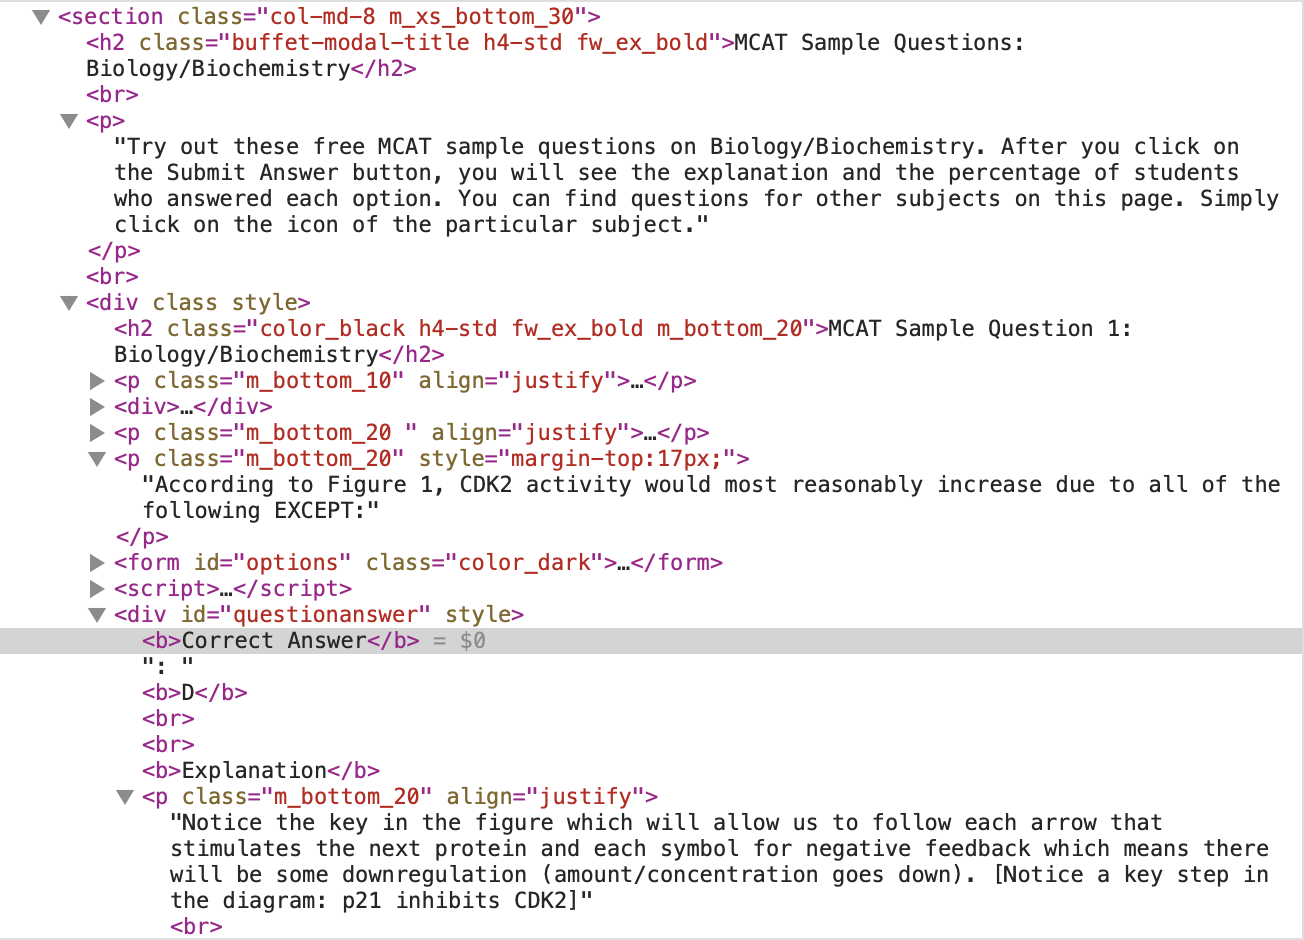 ▼ <section class="col-md-8 m_xs_bottom_30">
<h2 class="buffet-modal-title h4-std fw_ex_bold">MCAT Sample Questions:
Biology/Biochemistry</h2>
<br>
▼ <p>
"Try out these free MCAT sample questions on Biology/Biochemistry. After you click on
the Submit Answer button, you will see the explanation and the percentage of students
who answered each option. You can find questions for other subjects on this page. Simply
click on the icon of the particular subject."
</p>
<br>
▼ <div class style>
<h2 class="color_black h4-std fw_ex_bold m_bottom_20">MCAT Sample Question 1:
Biology/Biochemistry</h2>
▶ <p class="m_bottom_10" align="justify">…</p>
▶ <div>…</div>
▶ <p class="m_bottom_20 " align="justify">…</p>
▼ <p class="m_bottom_20" style="margin-top:17px;">
"According to Figure 1, CDK2 activity would most reasonably increase due to all of the
following EXCEPT:"
</p>
▶ <form id="options" class="color_dark">…</form>
▶ <script>…</script>
▼ <div id="questionanswer" style>
<b>Correct Answer</b> = $0
": "
<b>D</b>
<br>
<br>
<b>Explanation</b>
▼ <p class="m_bottom_20" align="justify">
"Notice the key in the figure which will allow us to follow each arrow that
stimulates the next protein and each symbol for negative feedback which means there
will be some downregulation (amount/concentration goes down). [Notice a key step in
the diagram: p21 inhibits CDK2]"
<br>